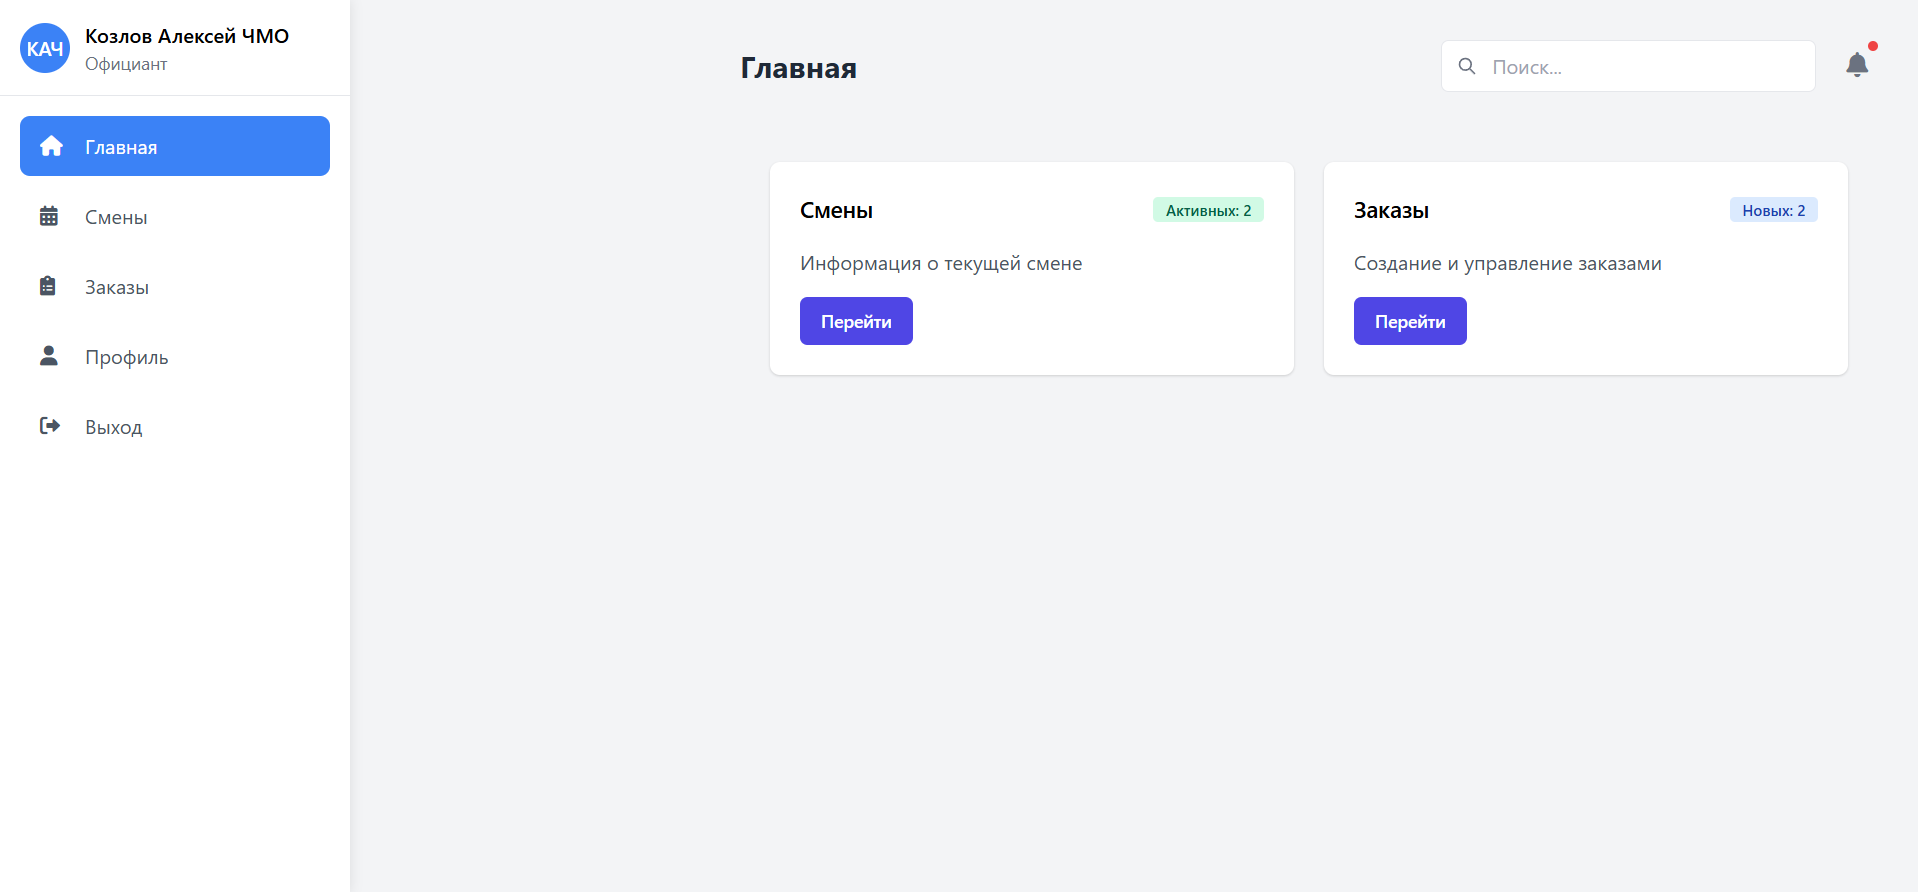 КАЧ
Козлов Алексей ЧМО
Официант
Главная
Смены
Заказы
Профиль
Выход
Главная
Поиск...
Смены
Активных: 2
Информация о текущей смене
Перейти
Заказы
Новых: 2
Создание и управление заказами
Перейти